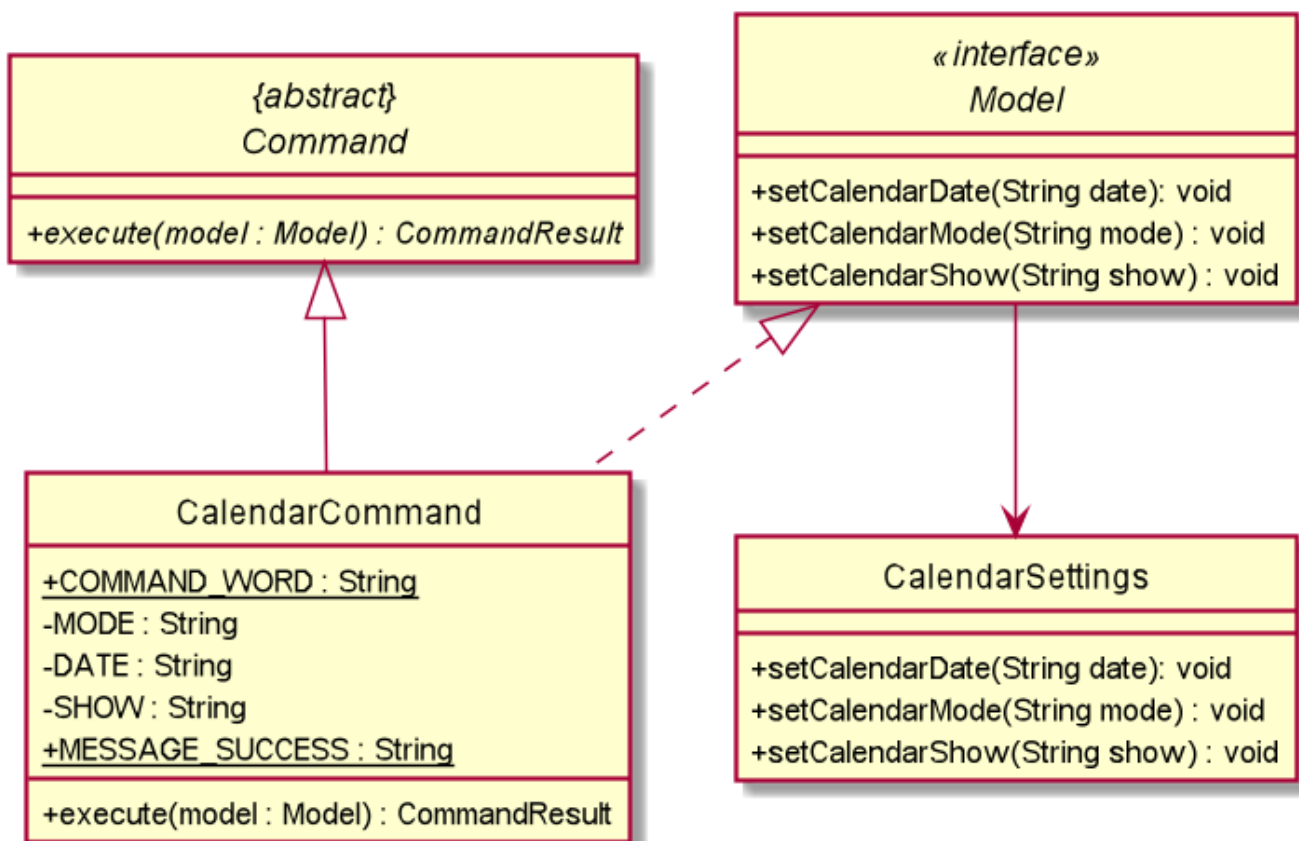 {abstract}
Command
+execute(model : Model) : CommandResult
«interface»
Model
+setCalendarDate(String date): void
+setCalendarMode(String mode) : void
+setCalendarShow(String show) : void
CalendarCommand
+COMMAND_WORD : String
-MODE : String
-DATE : String
-SHOW : String
+MESSAGE_SUCCESS : String
+execute(model : Model) : CommandResult
CalendarSettings
+setCalendarDate(String date): void
+setCalendarMode(String mode) : void
+setCalendarShow(String show) : void